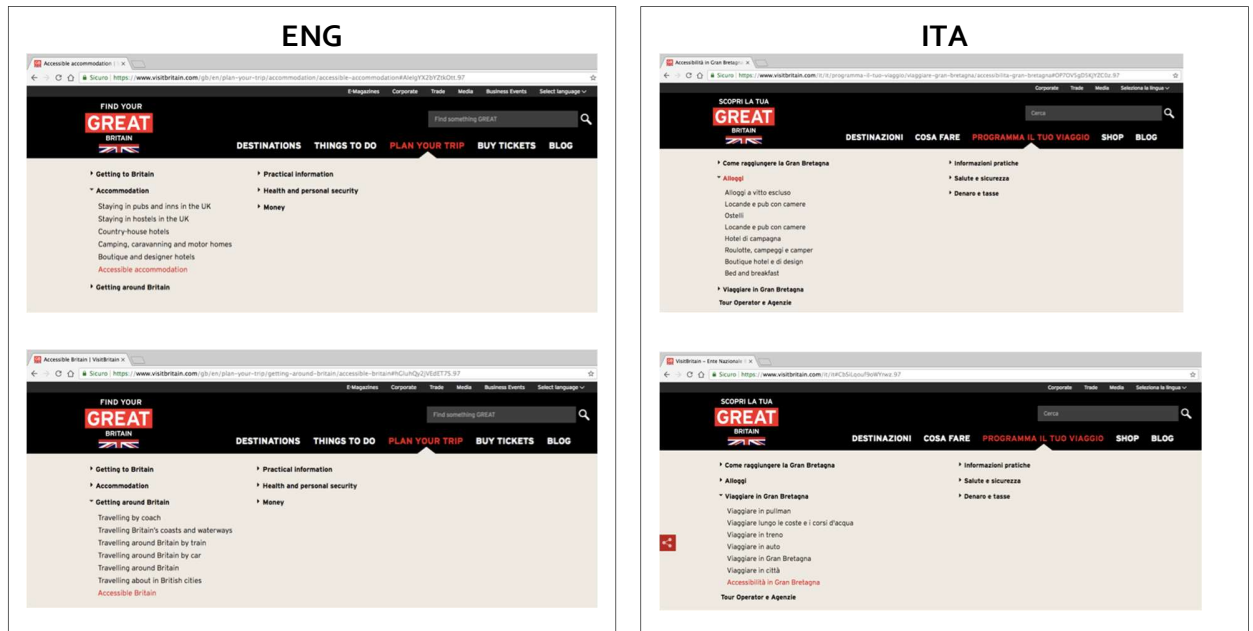 ENG
Accessible accommodation |
Sicuro https://www.visitbritain.com/gb/en/plan-your-trip/accommodation/accessible-accommodation
E-Magazines Corporate Trade Media Business Events Select language
FIND YOUR
GREAT
BRITAIN
Find something GREAT
DESTINATIONS THINGS TO DO PLAN YOUR TRIP BUY TICKETS BLOG
Getting to Britain
Accommodation
Staying in pubs and inns in the UK
Staying in hostels in the UK
Country-house hotels
Camping, caravanning and motor homes
Boutique and designer hotels
Accessible accommodation
Getting around Britain
Practical information
Health and personal security
Money
Accessible Britain | VisitBritain
Sicuro https://www.visitbritain.com/gb/en/plan-your-trip/getting-around-britain/accessible-britain
E-Magazines Corporate Trade Media Business Events Select language
FIND YOUR
GREAT
BRITAIN
Find something GREAT
DESTINATIONS THINGS TO DO PLAN YOUR TRIP BUY TICKETS BLOG
Getting to Britain
Accommodation
Getting around Britain
Travelling by coach
Travelling Britain's coasts and waterways
Travelling around Britain by train
Travelling around Britain by car
Travelling around Britain
Travelling about in British cities
Accessible Britain
Practical information
Health and personal security
Money
ITA
Accessibilità in Gran Bretagna
Sicuro https://www.visitbritain.com/it/it/programma-il-tuo-viaggio/viaggiare-gran-bretagna/accessibilita-gran-bretagna
Corporate Trade Media Seleziona la lingua
SCOPRI LA TUA
GREAT
BRITAIN
Cerca
DESTINAZIONI COSA FARE PROGRAMMA IL TUO VIAGGIO SHOP BLOG
Come raggiungere la Gran Bretagna
Alloggi
Alloggi a vitto escluso
Locande e pub con camere
Ostelli
Locande e pub con camere
Hotel di campagna
Roulotte, campeggi e camper
Boutique hotel e di design
Bed and breakfast
Viaggiare in Gran Bretagna
Tour Operator e Agenzie
Informazioni pratiche
Salute e sicurezza
Denaro e tasse
VisitBritain – Ente Nazionale
Sicuro https://www.visitbritain.com/it/it
Corporate Trade Media Seleziona la lingua
SCOPRI LA TUA
GREAT
BRITAIN
Cerca
DESTINAZIONI COSA FARE PROGRAMMA IL TUO VIAGGIO SHOP BLOG
Come raggiungere la Gran Bretagna
Alloggi
Viaggiare in Gran Bretagna
Viaggiare in pullman
Viaggiare lungo le coste e i corsi d'acqua
Viaggiare in treno
Viaggiare in auto
Viaggiare in Gran Bretagna
Viaggiare in città
Accessibilità in Gran Bretagna
Tour Operator e Agenzie
Informazioni pratiche
Salute e sicurezza
Denaro e tasse